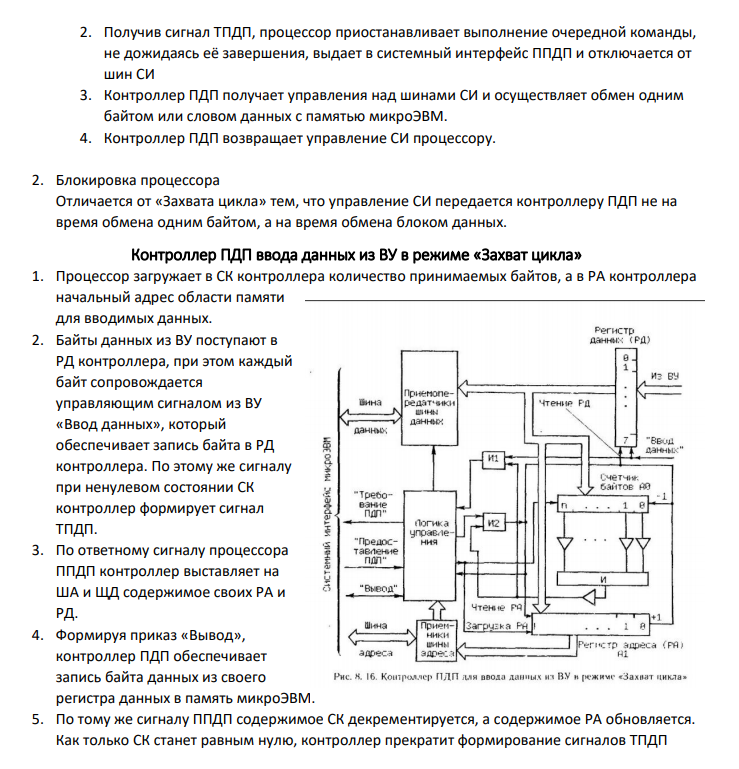 2. Получив сигнал ТПДП, процессор приостанавливает выполнение очередной команды,
не дожидаясь её завершения, выдает в системный интерфейс ППДП и отключается от
шин СИ
3. Контроллер ПДП получает управления над шинами СИ и осуществляет обмен одним
байтом или словом данных с памятью микроЭВМ.
4. Контроллер ПДП возвращает управление СИ процессору.
2. Блокировка процессора
Отличается от «Захвата цикла» тем, что управление СИ передается контроллеру ПДП не на
время обмена одним байтом, а на время обмена блоком данных.
Контроллер ПДП ввода данных из ВУ в режиме «Захват цикла»
1. Процессор загружает в СК контроллера количество принимаемых байтов, а в РА контроллера
начальный адрес области памяти
для вводимых данных.
2. Байты данных из ВУ поступают в
РД контроллера, при этом каждый
байт сопровождается
управляющим сигналом из ВУ
«Ввод данных», который
обеспечивает запись байта в РД
контроллера. По этому же сигналу
при ненулевом состоянии СК
контроллер формирует сигнал
ТПДП.
3. По ответному сигналу процессора
ППДП контроллер выставляет на
ША и ЩД содержимое своих РА и
РД.
4. Формируя приказ «Вывод»,
контроллер ПДП обеспечивает
запись байта данных из своего
регистра данных в память микроЭВМ.
5. По тому же сигналу ППДП содержимое СК декрементируется, а содержимое РА обновляется.
Как только СК станет равным нулю, контроллер прекратит формирование сигналов ТПДП
Регистр
данных (РД)
0
1
Из ВУ
7
"Ввод
данных"
Чтение РД
Приемопе-
редатчики
шины
данных
Шина
данных
Системный интерфейс микроЭВМ
И1
Счетчик
байтов А0
-1
n . . . . 1 0
"Требо-
вание
ПДП"
Логика
управле-
ния
И2
"Предос-
тавление
ПДП"
И
"Вывод"
Чтение РА
Загрузка РА
+1
. . . 1 0
Шина
адреса
Прием-
ники
шины
адреса
Регистр адреса (РА)
А1
Рис. 8. 16. Контроллер ПДП для ввода данных из ВУ в режиме «Захват цикла»